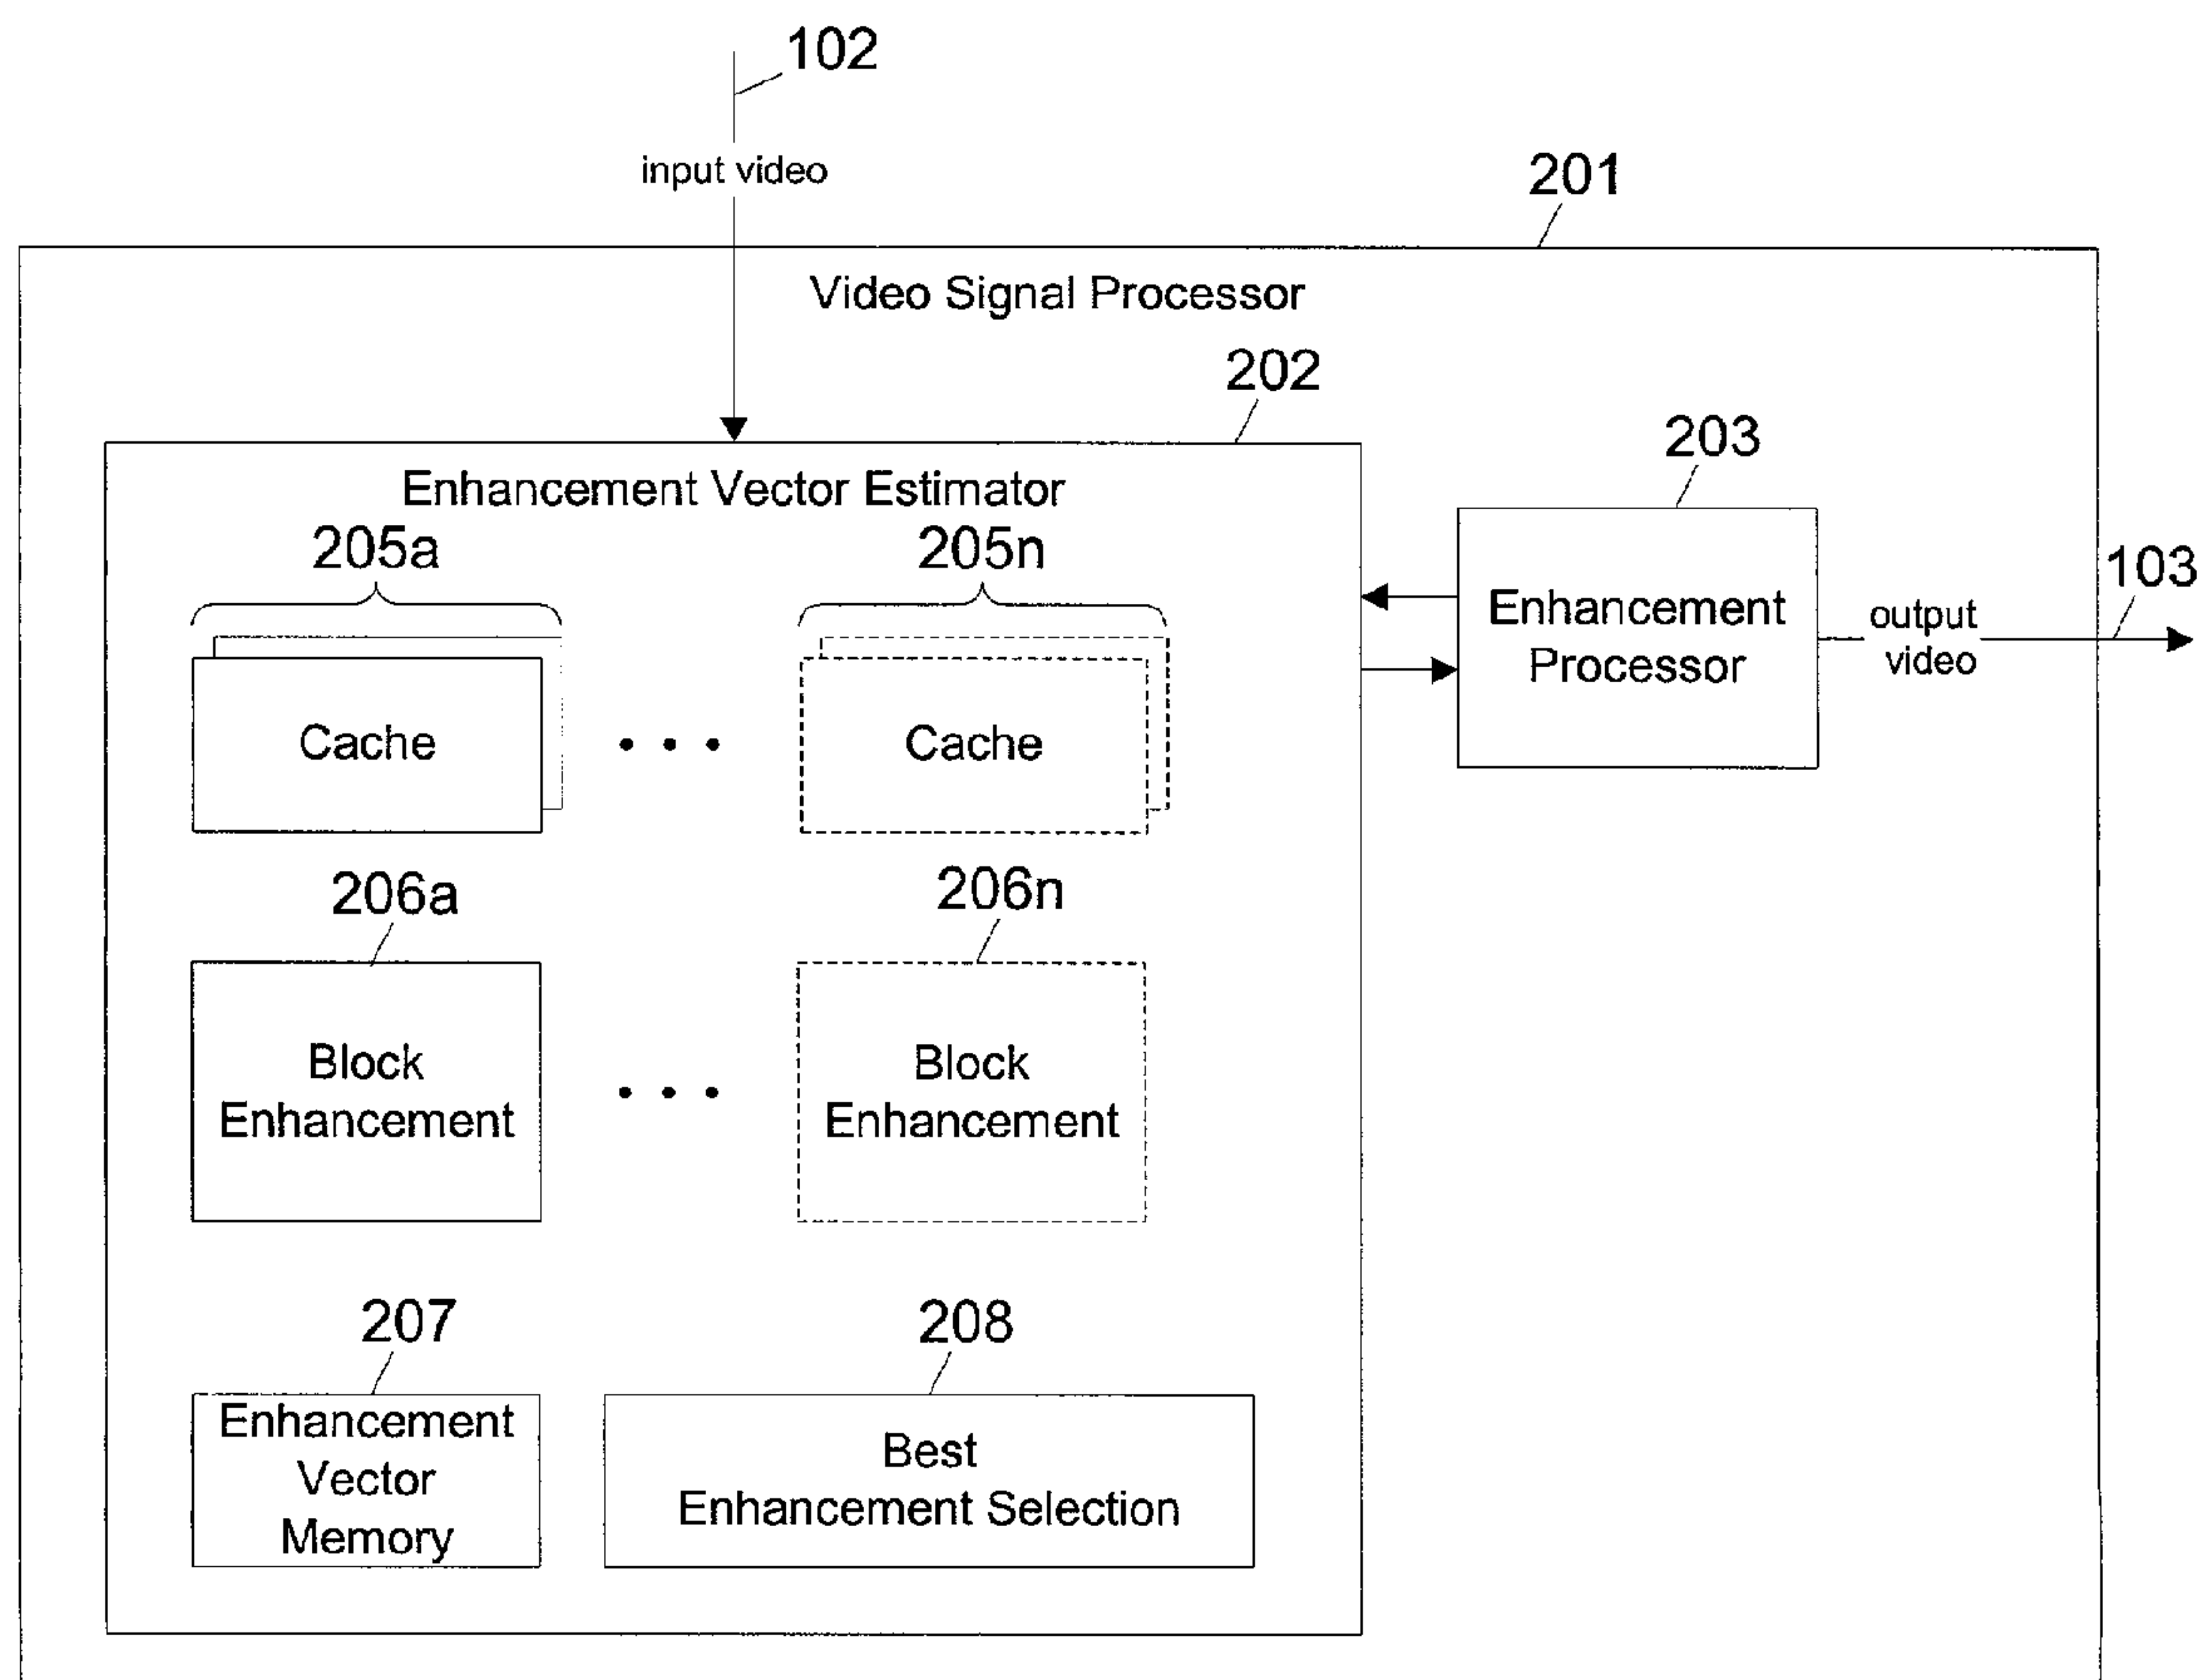 102
input video
201
Video Signal Processor
202
203
Enhancement Vector Estimator
205a
205n
103
Enhancement
Processor
output
video
Cache
Cache
206a
206n
Block
Enhancement
Block
Enhancement
207
208
Enhancement
Vector
Memory
Best
Enhancement Selection